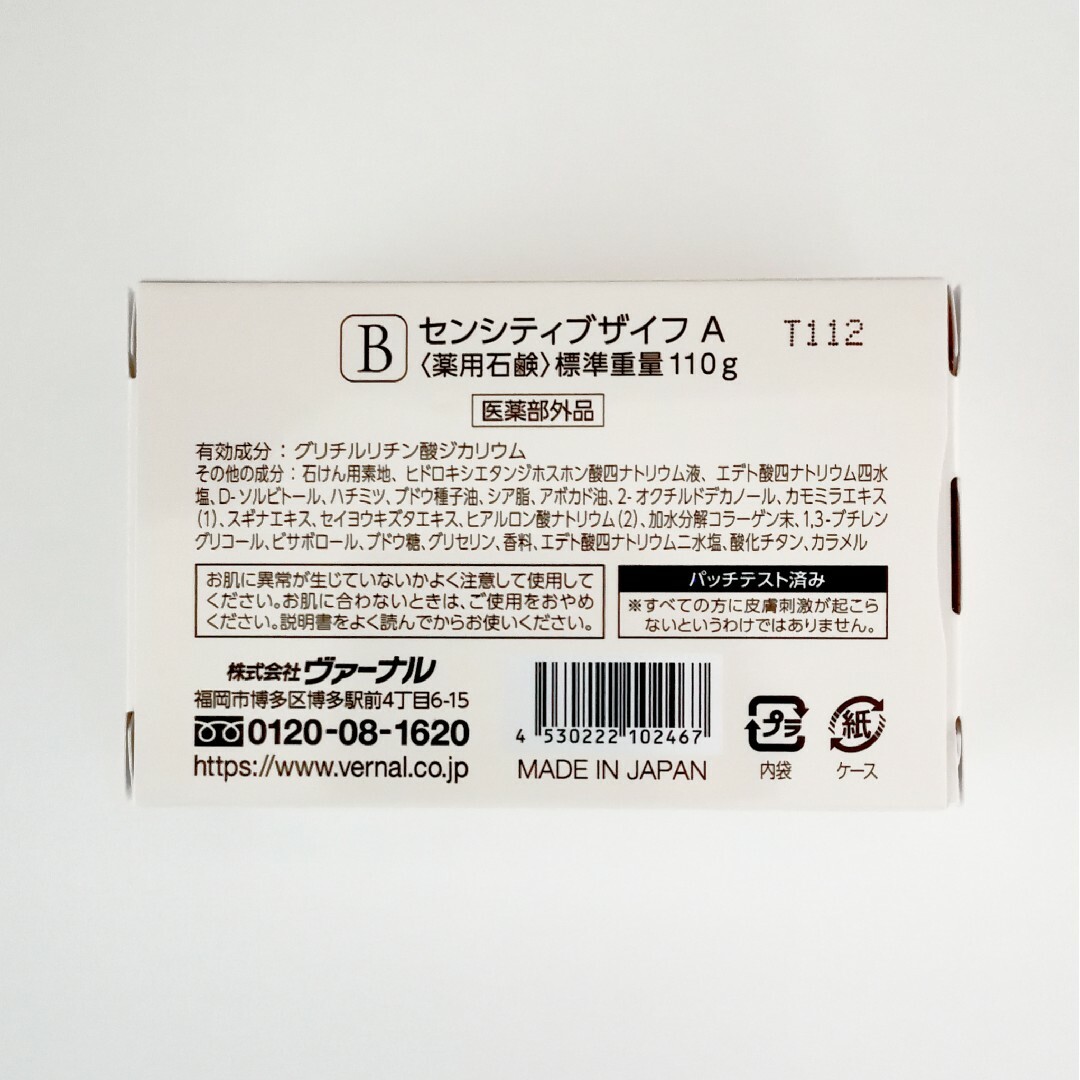 B センシティブザイフ A T112
〈薬用石鹸〉標準重量110g
医薬部外品
有効成分：グリチルリチン酸ジカリウム
その他の成分：石けん用素地、ヒドロキシエタンジホスホン酸四ナトリウム液、エデト酸四ナトリウム四水
塩、D-ソルビトール、ハチミツ、ブドウ種子油、シア脂、アボカド油、2-オクチルドデカノール、カモミラエキス
(1)、スギナエキス、セイヨウキズタエキス、ヒアルロン酸ナトリウム(2)、加水分解コラーゲン末、1,3-ブチレン
グリコール、ビサボロール、ブドウ糖、グリセリン、香料、エデト酸四ナトリウム二水塩、酸化チタン、カラメル
お肌に異常が生じていないかよく注意して使用して
ください。お肌に合わないときは、ご使用をおやめ
ください。説明書をよく読んでからお使いください。
パッチテスト済み
※すべての方に皮膚刺激が起こら
ないというわけではありません。
株式会社ヴァーナル
福岡市博多区博多駅前4丁目6-15
0120-08-1620
https://www.vernal.co.jp
4 530222 102467
MADE IN JAPAN
プラ
内袋
紙
ケース